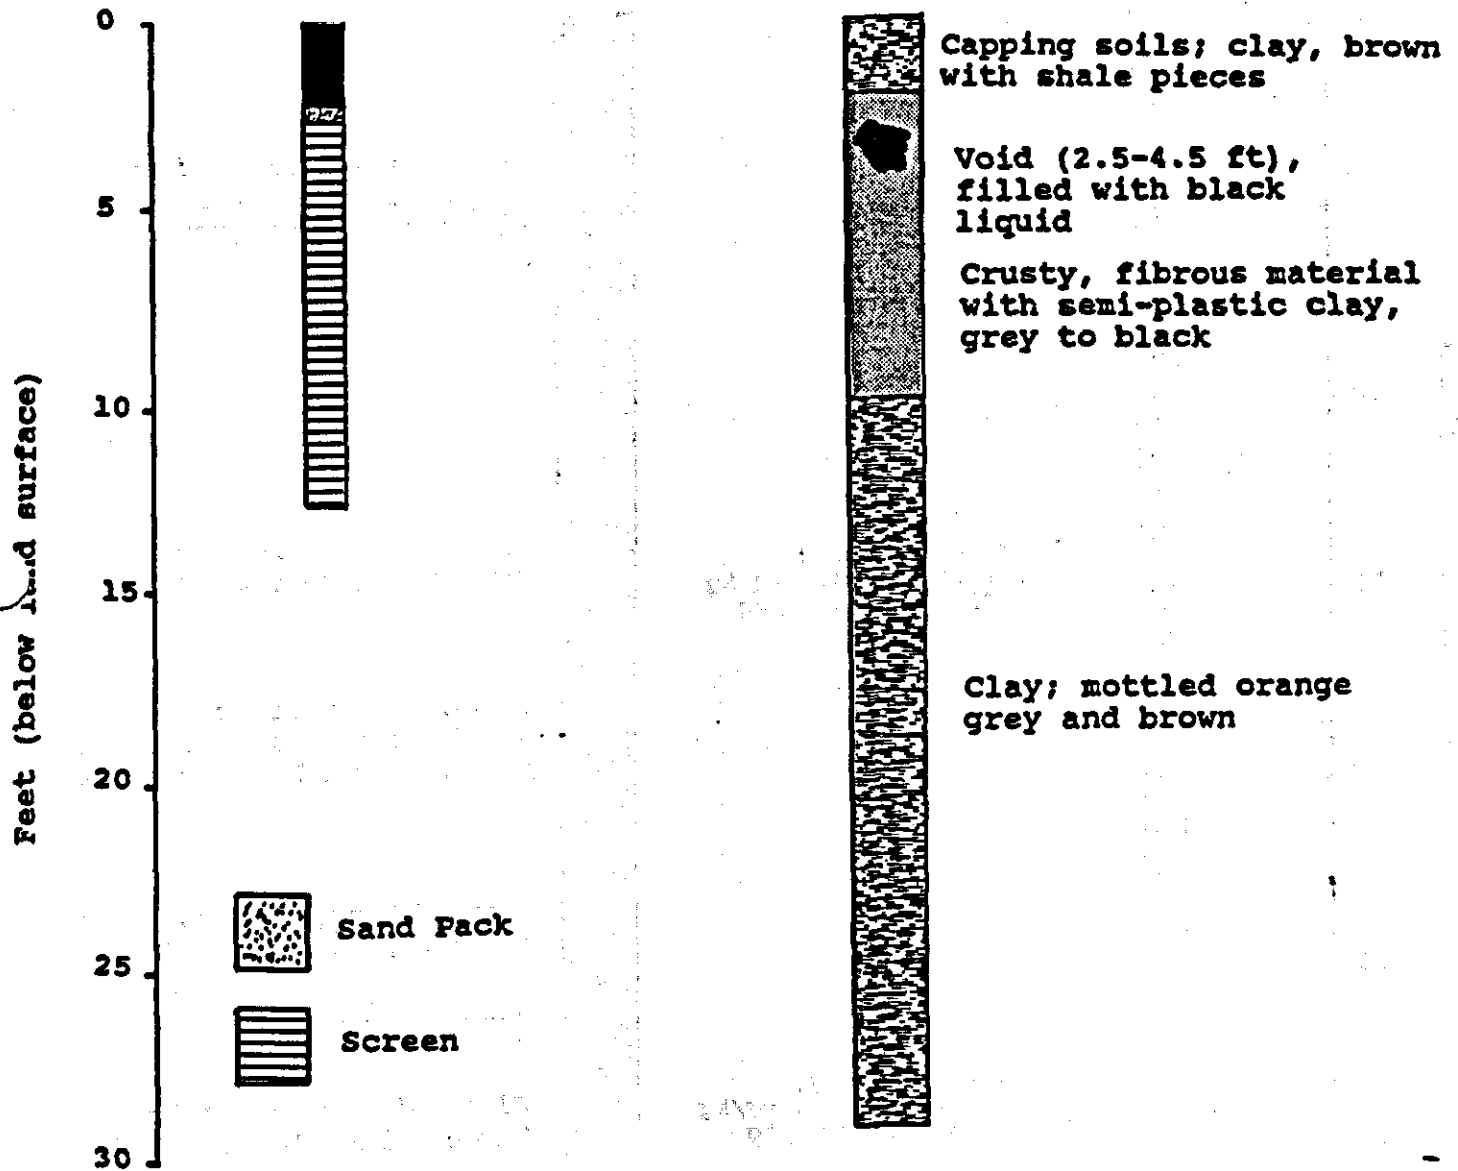 0
5
10
15
20
25
30
Feet (below surface)
Capping soils; clay, brown
with shale pieces
Void (2.5-4.5 ft),
filled with black
liquid
Crusty, fibrous material
with semi-plastic clay,
grey to black
Clay; mottled orange
grey and brown
Sand Pack
Screen